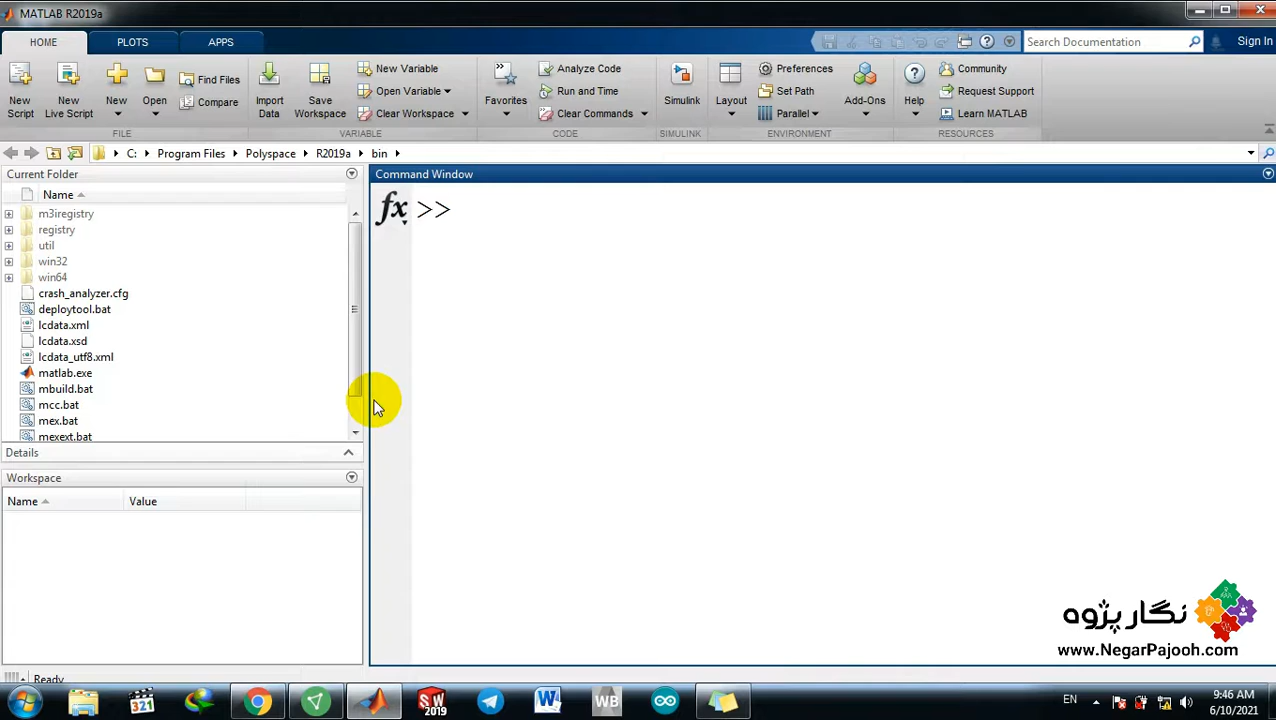 MATLAB R2019a
HOME PLOTS APPS Search Documentation Sign In
New Script
New Live Script
New
Open
Find Files
Compare
Import Data
Save Workspace
New Variable
Open Variable
Clear Workspace
Favorites
Analyze Code
Run and Time
Clear Commands
Simulink
Layout
Preferences
Set Path
Parallel
Add-Ons
Help
Community
Request Support
Learn MATLAB
FILE VARIABLE CODE SIMULINK ENVIRONMENT RESOURCES
C: Program Files Polyspace R2019a bin
Current Folder
Name
m3iregistry
registry
util
win32
win64
crash_analyzer.cfg
deploytool.bat
lcdata.xml
lcdata.xsd
lcdata_utf8.xml
matlab.exe
mbuild.bat
mcc.bat
mex.bat
mexext.bat
Details
Workspace
Name Value
Command Window
fx >>
نگار پژوه
www.NegarPajooh.com
Ready
321
SW
2019
W
WB
EN
9:46 AM
6/10/2021